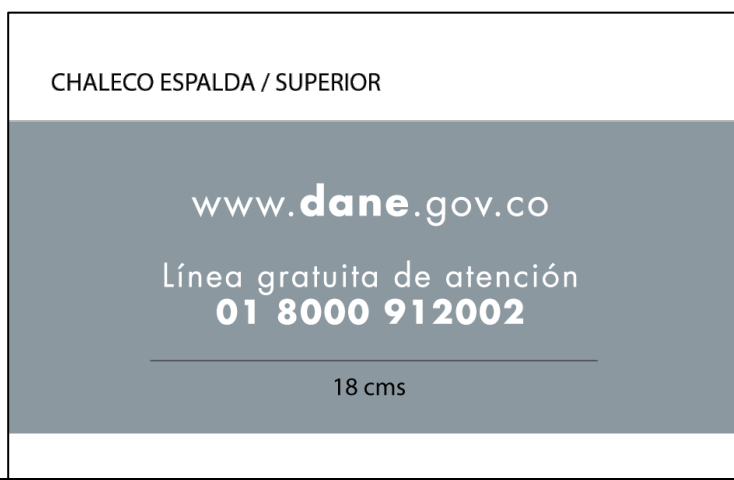 CHALECO ESPALDA / SUPERIOR
www.dane.gov.co
Línea gratuita de atención
01 8000 912002
18 cms